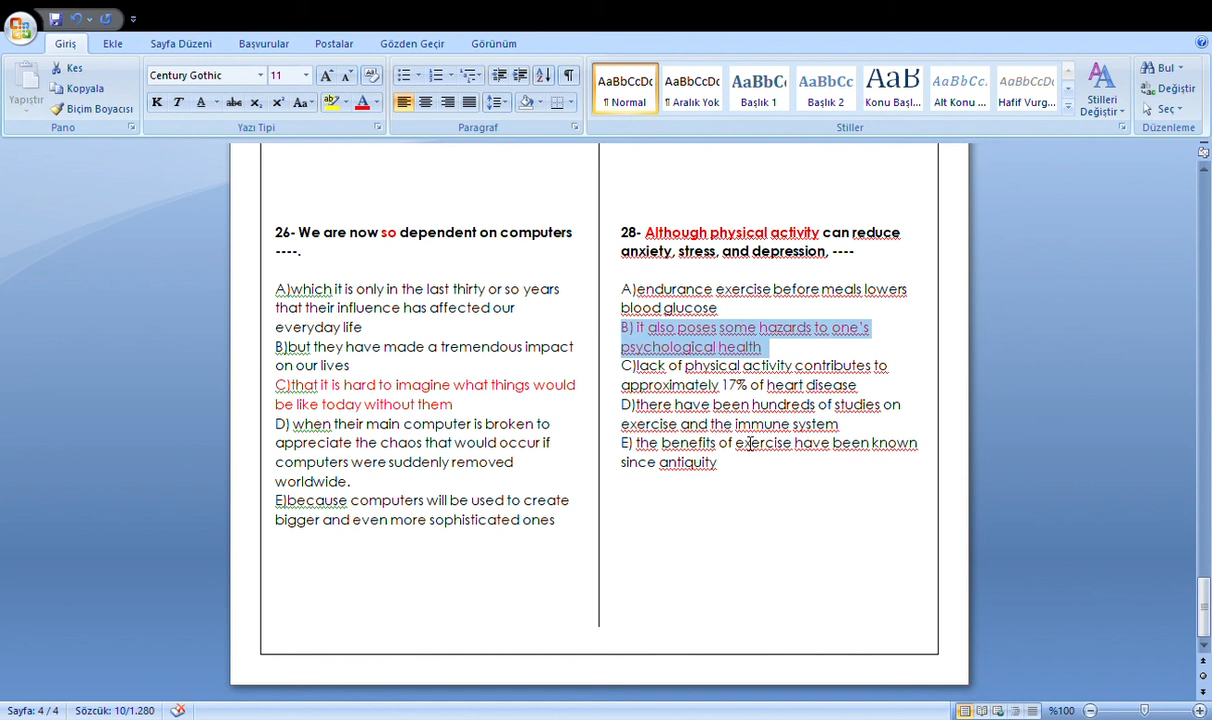 Giriş Ekle Sayfa Düzeni Başvurular Postalar Gözden Geçir Görünüm
Yapıştır
Kes
Kopyala
Biçim Boyacısı
Pano
Century Gothic 11
Yazı Tipi
Paragraf
AaBbCcDc AaBbCcDc AaBbCc AaBbCc AaB AaBbCc. AaBbCcDc
¶ Normal ¶ Aralık Yok Başlık 1 Başlık 2 Konu Başl... Alt Konu ... Hafif Vurg...
Stiller
Stilleri
Değiştir
Bul
Değiştir
Seç
Düzenleme
26- We are now so dependent on computers
----.
A)which it is only in the last thirty or so years
that their influence has affected our
everyday life
B)but they have made a tremendous impact
on our lives
C)that it is hard to imagine what things would
be like today without them
D) when their main computer is broken to
appreciate the chaos that would occur if
computers were suddenly removed
worldwide.
E)because computers will be used to create
bigger and even more sophisticated ones
28- Although physical activity can reduce
anxiety, stress, and depression, ----
A)endurance exercise before meals lowers
blood glucose
B) it also poses some hazards to one’s
psychological health
C)lack of physical activity contributes to
approximately 17% of heart disease
D)there have been hundreds of studies on
exercise and the immune system
E) the benefits of exercise have been known
since antiquity
Sayfa: 4 / 4 Sözcük: 10/1.280 %100